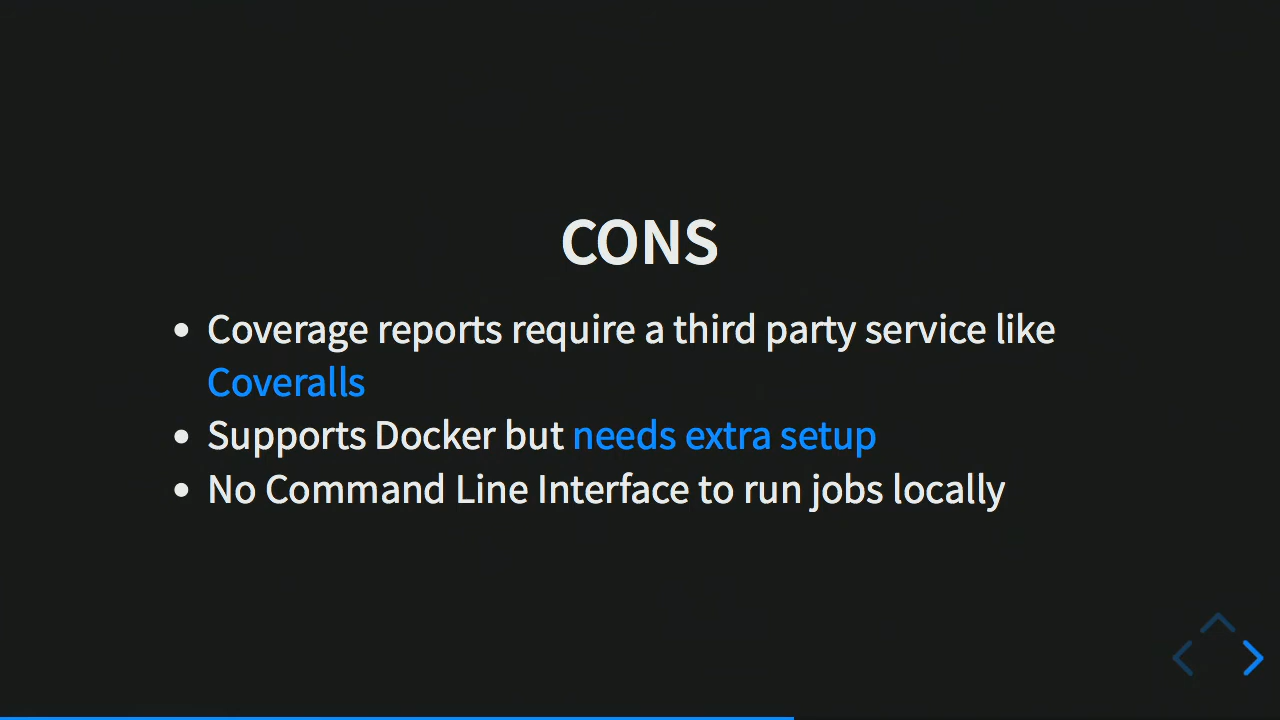 CONS
• Coverage reports require a third party service like
Coveralls
• Supports Docker but needs extra setup
• No Command Line Interface to run jobs locally